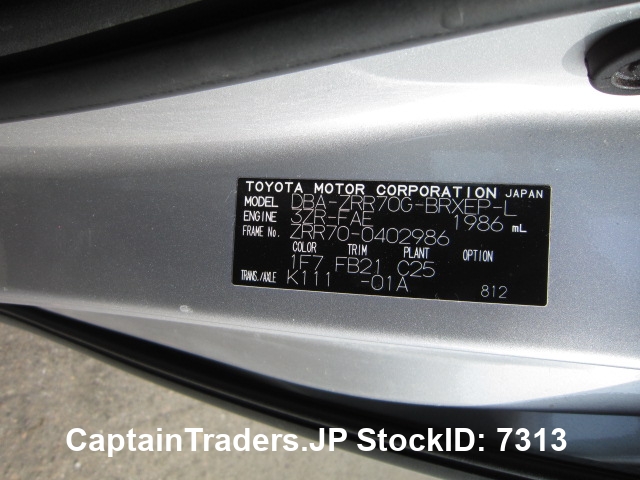 TOYOTA MOTOR CORPORATION JAPAN
MODEL DBA-ZRR70G-BRXEP-L
ENGINE 3ZR-FAE 1986 mL
FRAME No. ZRR70-0402986
COLOR TRIM PLANT OPTION
1F7 FB21 C25
TRANS./AXLE K111 -01A 812
CaptainTraders.JP StockID: 7313